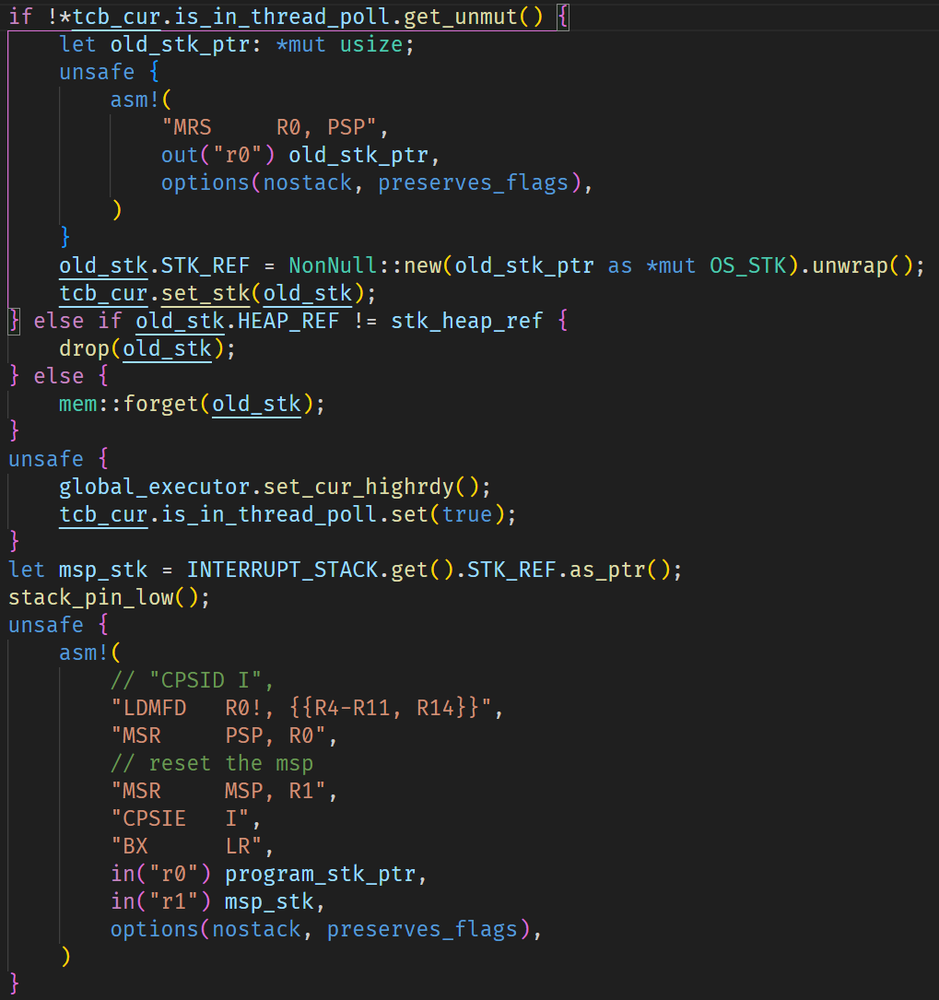 if !*tcb_cur.is_in_thread_poll.get_unmut() {
    let old_stk_ptr: *mut usize;
    unsafe {
        asm!(
            "MRS     R0, PSP",
            out("r0") old_stk_ptr,
            options(nostack, preserves_flags),
        )
    }
    old_stk.STK_REF = NonNull::new(old_stk_ptr as *mut OS_STK).unwrap();
    tcb_cur.set_stk(old_stk);
} else if old_stk.HEAP_REF != stk_heap_ref {
    drop(old_stk);
} else {
    mem::forget(old_stk);
}
unsafe {
    global_executor.set_cur_highrdy();
    tcb_cur.is_in_thread_poll.set(true);
}
let msp_stk = INTERRUPT_STACK.get().STK_REF.as_ptr();
stack_pin_low();
unsafe {
    asm!(
        // "CPSID I",
        "LDMFD   R0!, {{R4-R11, R14}}",
        "MSR     PSP, R0",
        // reset the msp
        "MSR     MSP, R1",
        "CPSIE   I",
        "BX      LR",
        in("r0") program_stk_ptr,
        in("r1") msp_stk,
        options(nostack, preserves_flags),
    )
}